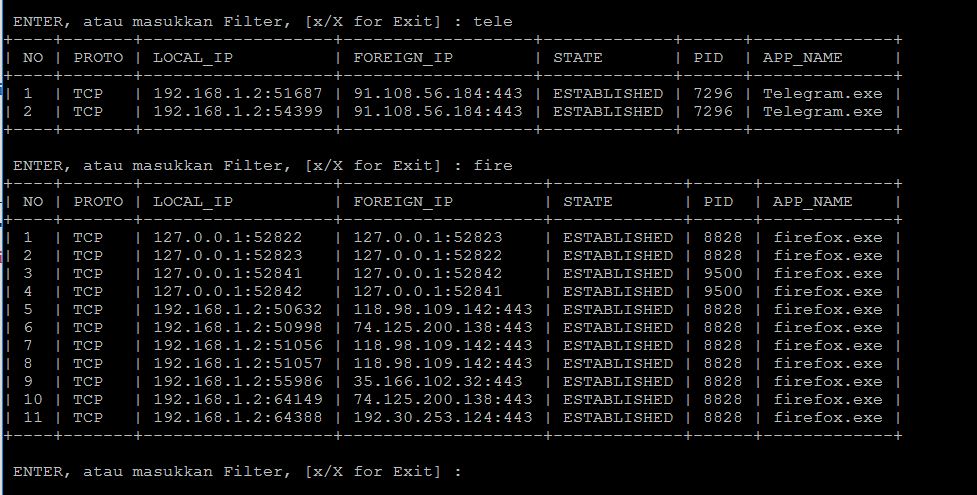 ENTER, atau masukkan Filter, [x/X for Exit] : tele
+----+-------+--------------------+-------------------+-------------+------+--------------+
| NO | PROTO | LOCAL_IP | FOREIGN_IP | STATE | PID | APP_NAME |
+----+-------+--------------------+-------------------+-------------+------+--------------+
| 1 | TCP | 192.168.1.2:51687 | 91.108.56.184:443 | ESTABLISHED | 7296 | Telegram.exe |
| 2 | TCP | 192.168.1.2:54399 | 91.108.56.184:443 | ESTABLISHED | 7296 | Telegram.exe |
+----+-------+--------------------+-------------------+-------------+------+--------------+
ENTER, atau masukkan Filter, [x/X for Exit] : fire
+----+-------+-------------------+--------------------+-------------+------+--------------+
| NO | PROTO | LOCAL_IP | FOREIGN_IP | STATE | PID | APP_NAME |
+----+-------+-------------------+--------------------+-------------+------+--------------+
| 1 | TCP | 127.0.0.1:52822 | 127.0.0.1:52823 | ESTABLISHED | 8828 | firefox.exe |
| 2 | TCP | 127.0.0.1:52823 | 127.0.0.1:52822 | ESTABLISHED | 8828 | firefox.exe |
| 3 | TCP | 127.0.0.1:52841 | 127.0.0.1:52842 | ESTABLISHED | 9500 | firefox.exe |
| 4 | TCP | 127.0.0.1:52842 | 127.0.0.1:52841 | ESTABLISHED | 9500 | firefox.exe |
| 5 | TCP | 192.168.1.2:50632 | 118.98.109.142:443 | ESTABLISHED | 8828 | firefox.exe |
| 6 | TCP | 192.168.1.2:50998 | 74.125.200.138:443 | ESTABLISHED | 8828 | firefox.exe |
| 7 | TCP | 192.168.1.2:51056 | 118.98.109.142:443 | ESTABLISHED | 8828 | firefox.exe |
| 8 | TCP | 192.168.1.2:51057 | 118.98.109.142:443 | ESTABLISHED | 8828 | firefox.exe |
| 9 | TCP | 192.168.1.2:55986 | 35.166.102.32:443 | ESTABLISHED | 8828 | firefox.exe |
| 10 | TCP | 192.168.1.2:64149 | 74.125.200.138:443 | ESTABLISHED | 8828 | firefox.exe |
| 11 | TCP | 192.168.1.2:64388 | 192.30.253.124:443 | ESTABLISHED | 8828 | firefox.exe |
+----+-------+-------------------+--------------------+-------------+------+--------------+
ENTER, atau masukkan Filter, [x/X for Exit] :